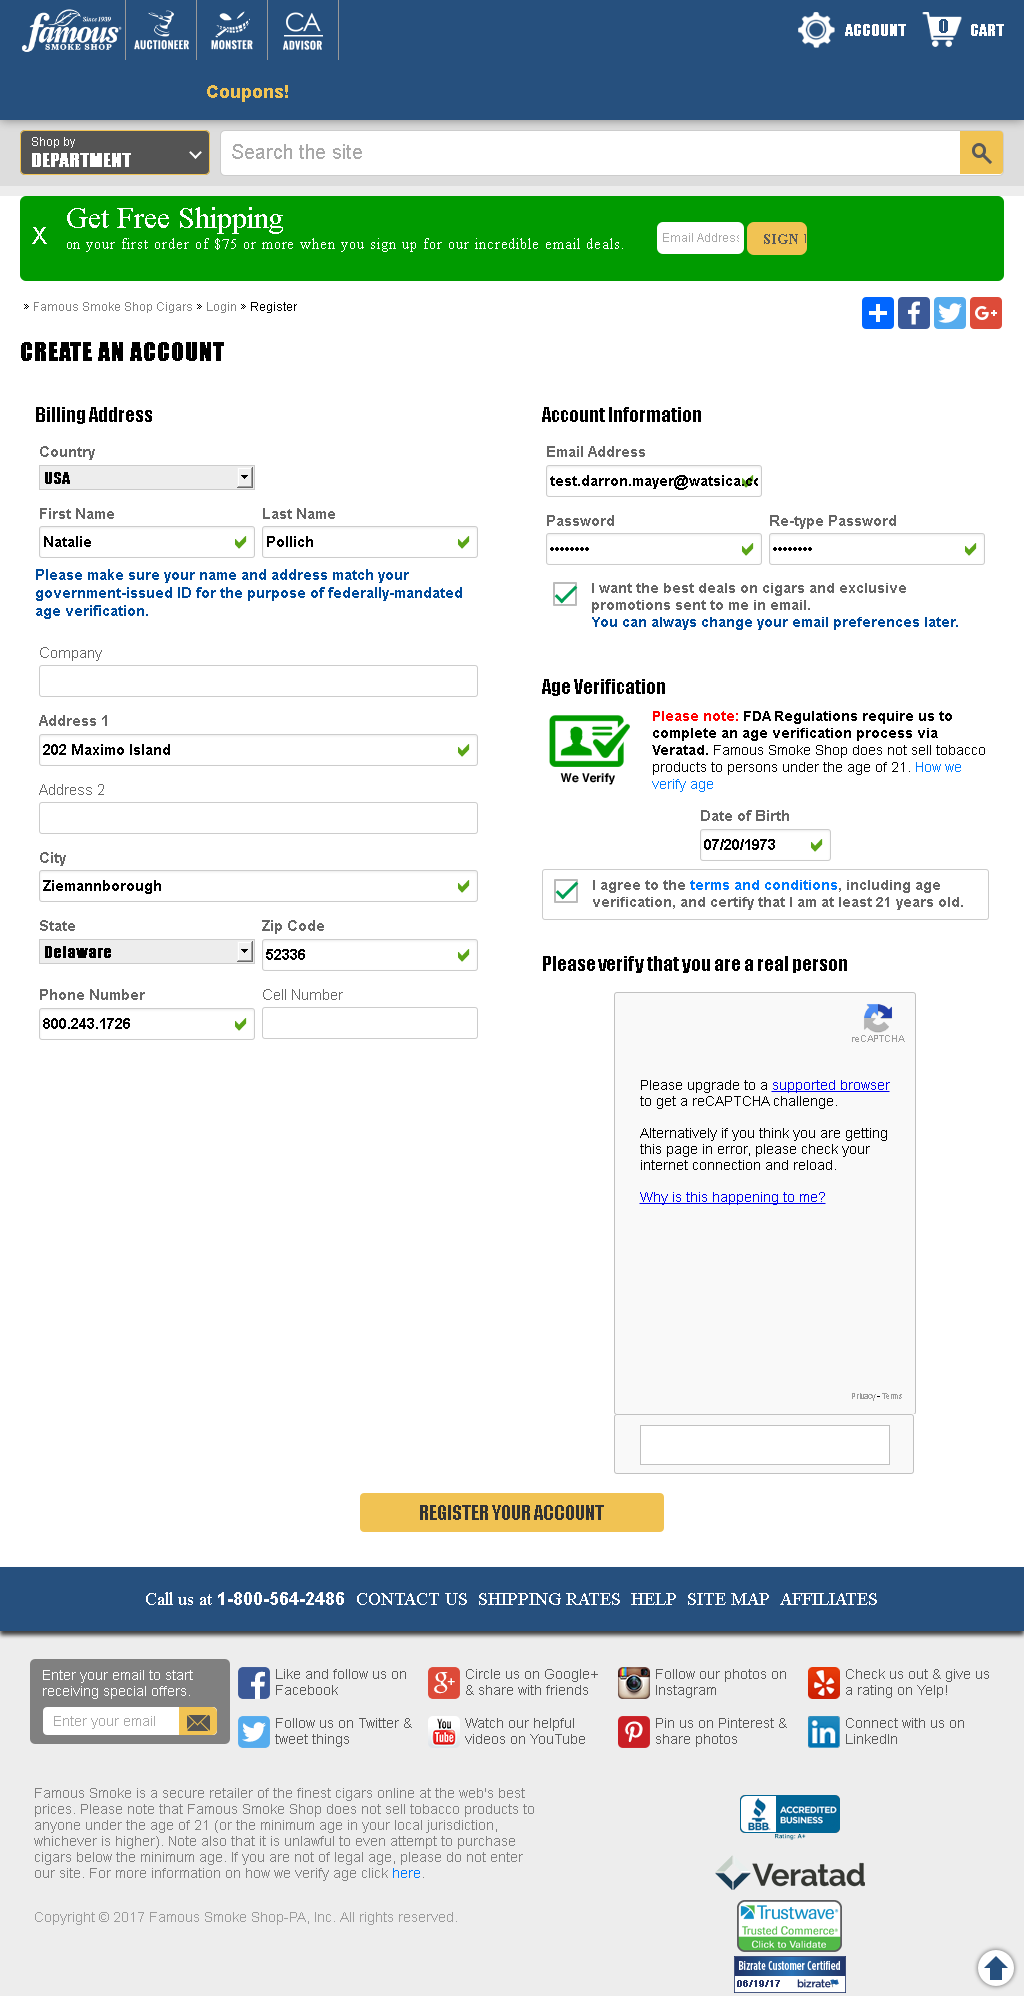 famous
Since 1939
SMOKE SHOP
AUCTIONEER
MONSTER
CA
ADVISOR
ACCOUNT
0
CART
Coupons!
Shop by
DEPARTMENT
Search the site
X
Get Free Shipping
on your first order of $75 or more when you sign up for our incredible email deals.
Email Address
SIGN
» Famous Smoke Shop Cigars » Login » Register
CREATE AN ACCOUNT
Billing Address
Country
USA
First Name
Last Name
Natalie
Pollich
Please make sure your name and address match your
government-issued ID for the purpose of federally-mandated
age verification.
Company
Address 1
202 Maximo Island
Address 2
City
Ziemannborough
State
Zip Code
Delaware
52336
Phone Number
Cell Number
800.243.1726
Account Information
Email Address
test.darron.mayer@watsica
Password
Re-type Password
••••••••
••••••••
I want the best deals on cigars and exclusive
promotions sent to me in email.
You can always change your email preferences later.
Age Verification
We Verify
Please note: FDA Regulations require us to
complete an age verification process via
Veratad. Famous Smoke Shop does not sell tobacco
products to persons under the age of 21. How we
verify age
Date of Birth
07/20/1973
I agree to the terms and conditions, including age
verification, and certify that I am at least 21 years old.
Please verify that you are a real person
reCAPTCHA
Please upgrade to a supported browser
to get a reCAPTCHA challenge.
Alternatively if you think you are getting
this page in error, please check your
internet connection and reload.
Why is this happening to me?
Privacy - Terms
REGISTER YOUR ACCOUNT
Call us at 1-800-564-2486 CONTACT US SHIPPING RATES HELP SITE MAP AFFILIATES
Enter your email to start
receiving special offers.
Enter your email
Like and follow us on
Facebook
Circle us on Google+
& share with friends
Follow our photos on
Instagram
Check us out & give us
a rating on Yelp!
Follow us on Twitter &
tweet things
You
Tube
Watch our helpful
videos on YouTube
Pin us on Pinterest &
share photos
in
Connect with us on
LinkedIn
Famous Smoke is a secure retailer of the finest cigars online at the web's best
prices. Please note that Famous Smoke Shop does not sell tobacco products to
anyone under the age of 21 (or the minimum age in your local jurisdiction,
whichever is higher). Note also that it is unlawful to even attempt to purchase
cigars below the minimum age. If you are not of legal age, please do not enter
our site. For more information on how we verify age click here.
Copyright © 2017 Famous Smoke Shop-PA, Inc. All rights reserved.
BBB.
ACCREDITED
BUSINESS
Rating: A+
Veratad
Trustwave®
Trusted Commerce®
Click to Validate
Bizrate Customer Certified
06/19/17 bizrate